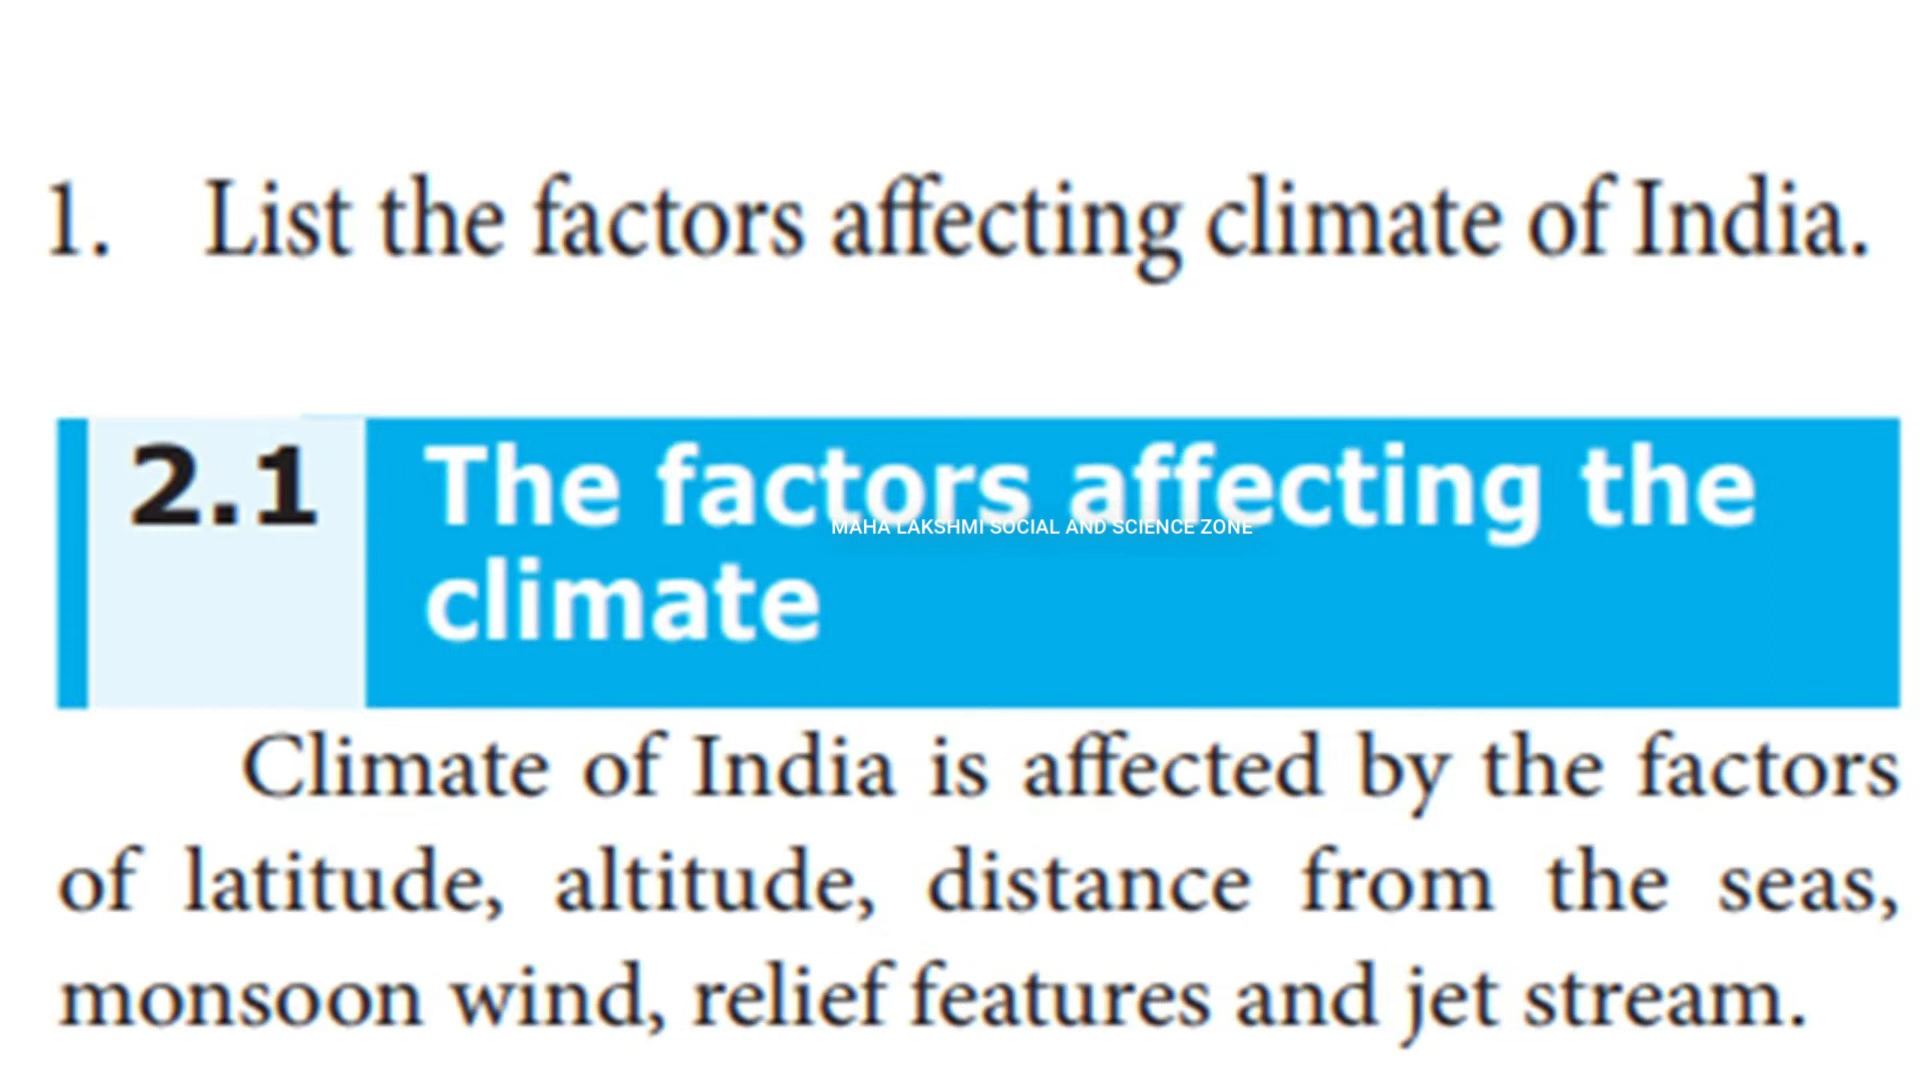 1. List the factors affecting climate of India.
2.1 The factors affecting the
MAHA LAKSHMI SOCIAL AND SCIENCE ZONE
climate
Climate of India is affected by the factors
of latitude, altitude, distance from the seas,
monsoon wind, relief features and jet stream.